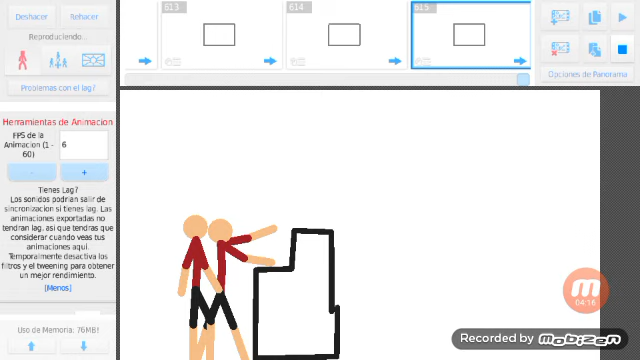 Deshacer
Rehacer
Reproduciendo...
Problemas con el lag?
Herramientas de Animacion
FPS de la
Animacion (1 -
60)
6
-
+
Tienes Lag?
Los sonidos podrian salir de
sincronizacion si tienes lag. Las
animaciones exportadas no
tendran lag, asi que tendras que
considerar cuando veas tus
animaciones aqui.
Temporalmente desactiva los
filtros y el tweening para obtener
un mejor rendimiento.
[Menos]
Uso de Memoria: 76MB!
613
614
615
Opciones de Panorama
04:16
Recorded by Mobizen